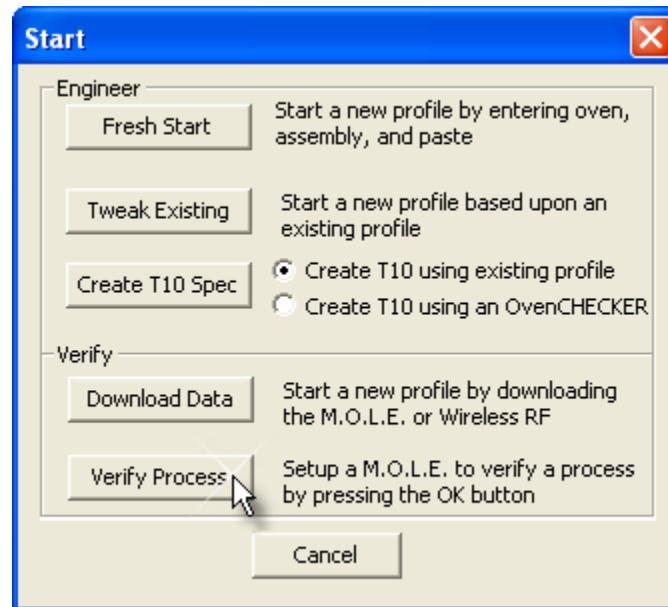 Start
Engineer
Fresh Start
Start a new profile by entering oven,
assembly, and paste
Tweak Existing
Start a new profile based upon an
existing profile
Create T10 Spec
Create T10 using existing profile
Create T10 using an OvenCHECKER
Verify
Download Data
Start a new profile by downloading
the M.O.L.E. or Wireless RF
Verify Process
Setup a M.O.L.E. to verify a process
by pressing the OK button
Cancel